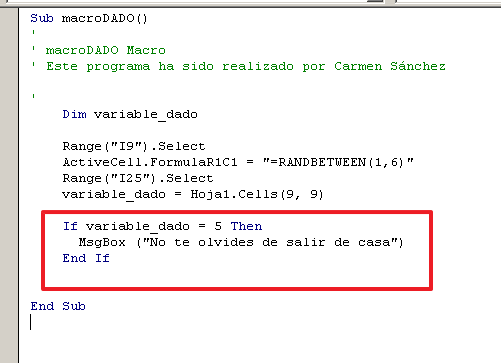 Sub macroDADO()
'
' macroDADO Macro
' Este programa ha sido realizado por Carmen Sánchez

'
Dim variable_dado

Range("I9").Select
ActiveCell.FormulaR1C1 = "=RANDBETWEEN(1,6)"
Range("I25").Select
variable_dado = Hoja1.Cells(9, 9)

If variable_dado = 5 Then
MsgBox ("No te olvides de salir de casa")
End If

End Sub